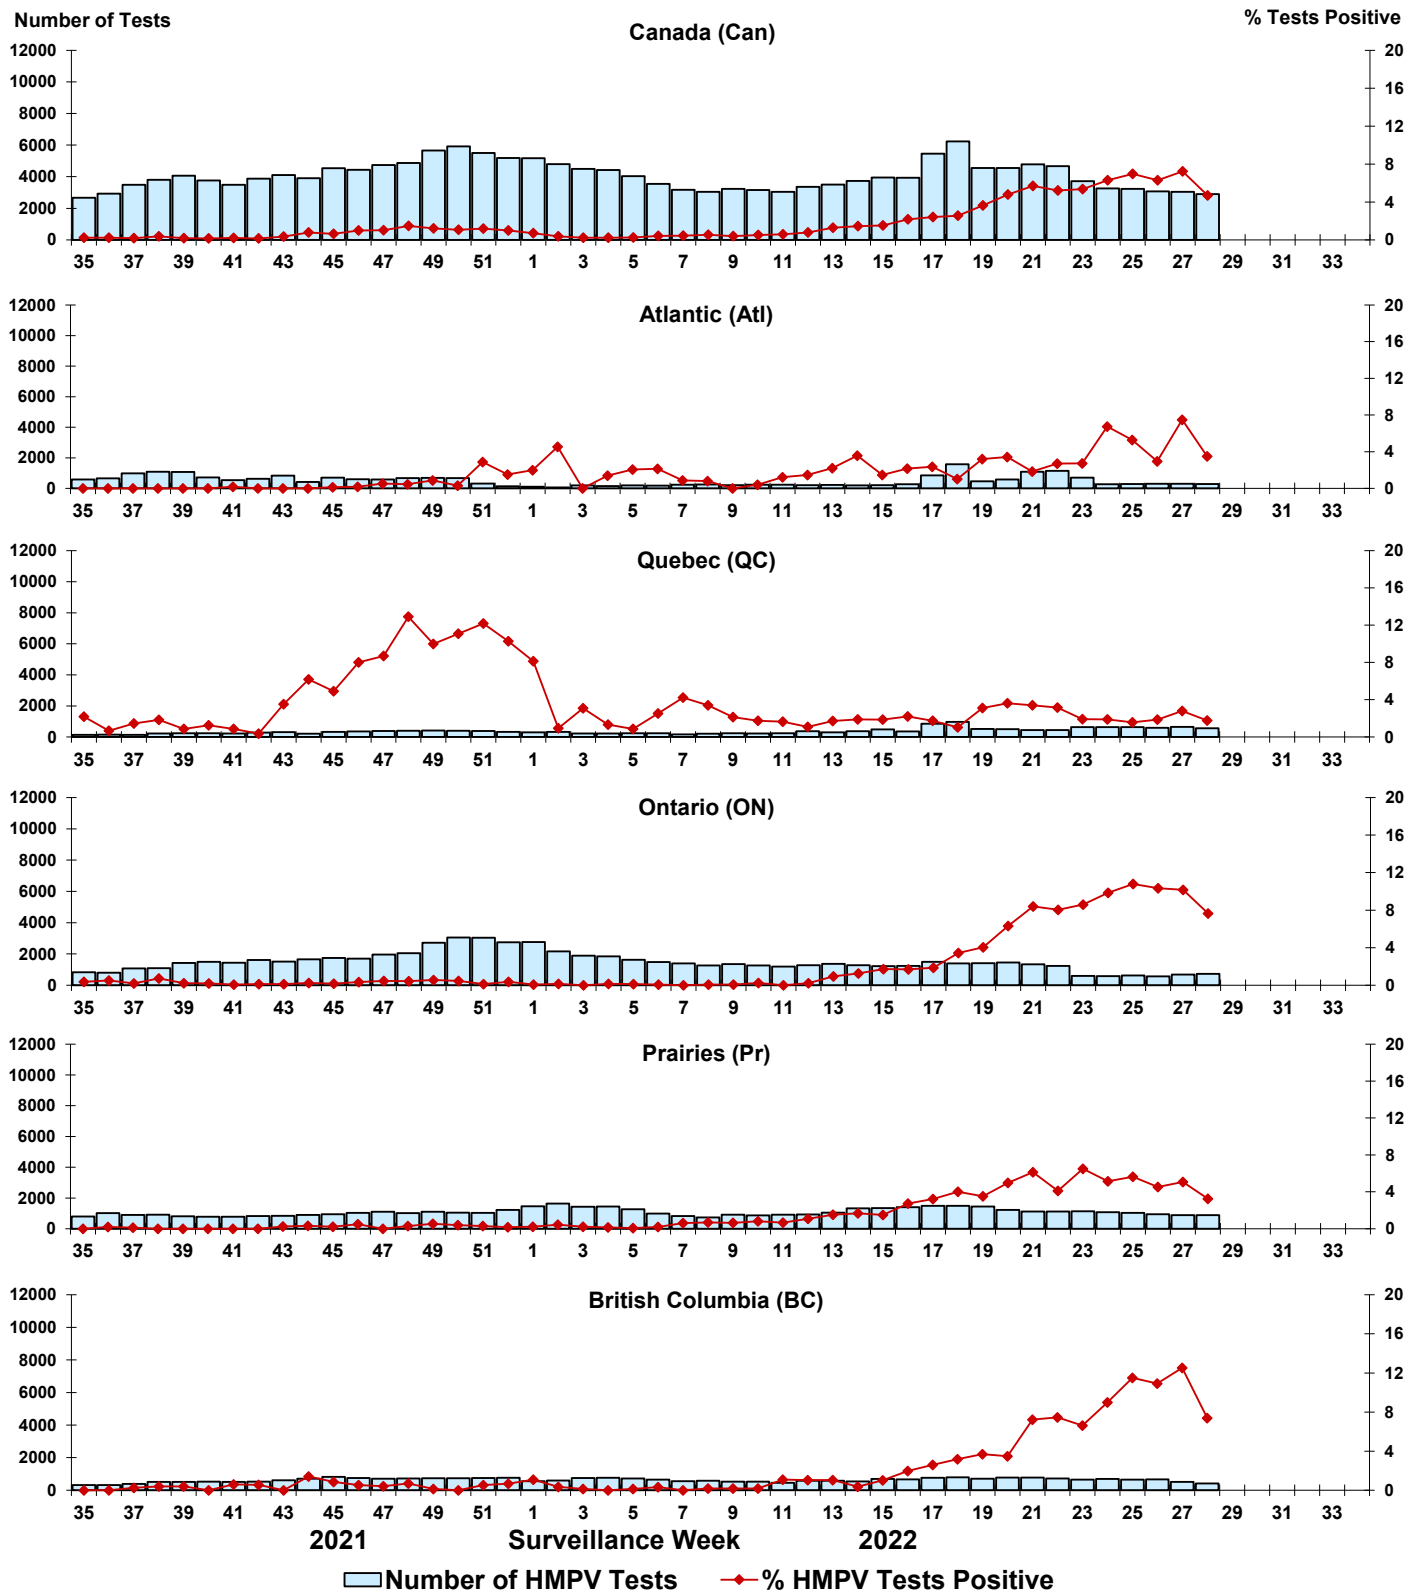 Number of Tests
% Tests Positive
Canada (Can)
12000 10000 8000 6000 4000 2000 0
20 16 12 8 4 0
35 37 39 41 43 45 47 49 51 1 3 5 7 9 11 13 15 17 19 21 23 25 27 29 31 33
Atlantic (Atl)
12000 10000 8000 6000 4000 2000 0
20 16 12 8 4 0
35 37 39 41 43 45 47 49 51 1 3 5 7 9 11 13 15 17 19 21 23 25 27 29 31 33
Quebec (QC)
12000 10000 8000 6000 4000 2000 0
20 16 12 8 4 0
35 37 39 41 43 45 47 49 51 1 3 5 7 9 11 13 15 17 19 21 23 25 27 29 31 33
Ontario (ON)
12000 10000 8000 6000 4000 2000 0
20 16 12 8 4 0
35 37 39 41 43 45 47 49 51 1 3 5 7 9 11 13 15 17 19 21 23 25 27 29 31 33
Prairies (Pr)
12000 10000 8000 6000 4000 2000 0
20 16 12 8 4 0
35 37 39 41 43 45 47 49 51 1 3 5 7 9 11 13 15 17 19 21 23 25 27 29 31 33
British Columbia (BC)
12000 10000 8000 6000 4000 2000 0
20 16 12 8 4 0
35 37 39 41 43 45 47 49 51 1 3 5 7 9 11 13 15 17 19 21 23 25 27 29 31 33
2021 Surveillance Week 2022
Number of HMPV Tests % HMPV Tests Positive